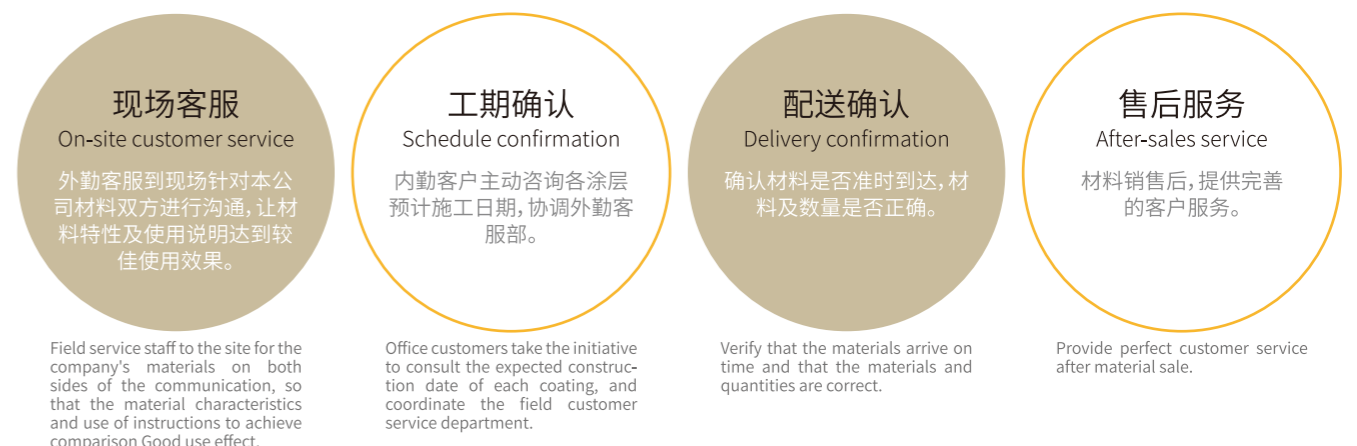 现场客服
On-site customer service
外勤客服到现场针对本公
司材料双方进行沟通,让材
料特性及使用说明达到较
佳使用效果。
Field service staff to the site for the
company's materials on both
sides of the communication, so
that the material characteristics
and use of instructions to achieve
comparison Good use effect.
工期确认
Schedule confirmation
内勤客户主动咨询各涂层
预计施工日期,协调外勤客
服部。
Office customers take the initiative
to consult the expected construc-
tion date of each coating, and
coordinate the field customer
service department.
配送确认
Delivery confirmation
确认材料是否准时到达,材
料及数量是否正确。
Verify that the materials arrive on
time and that the materials and
quantities are correct.
售后服务
After-sales service
材料销售后,提供完善
的客户服务。
Provide perfect customer service
after material sale.